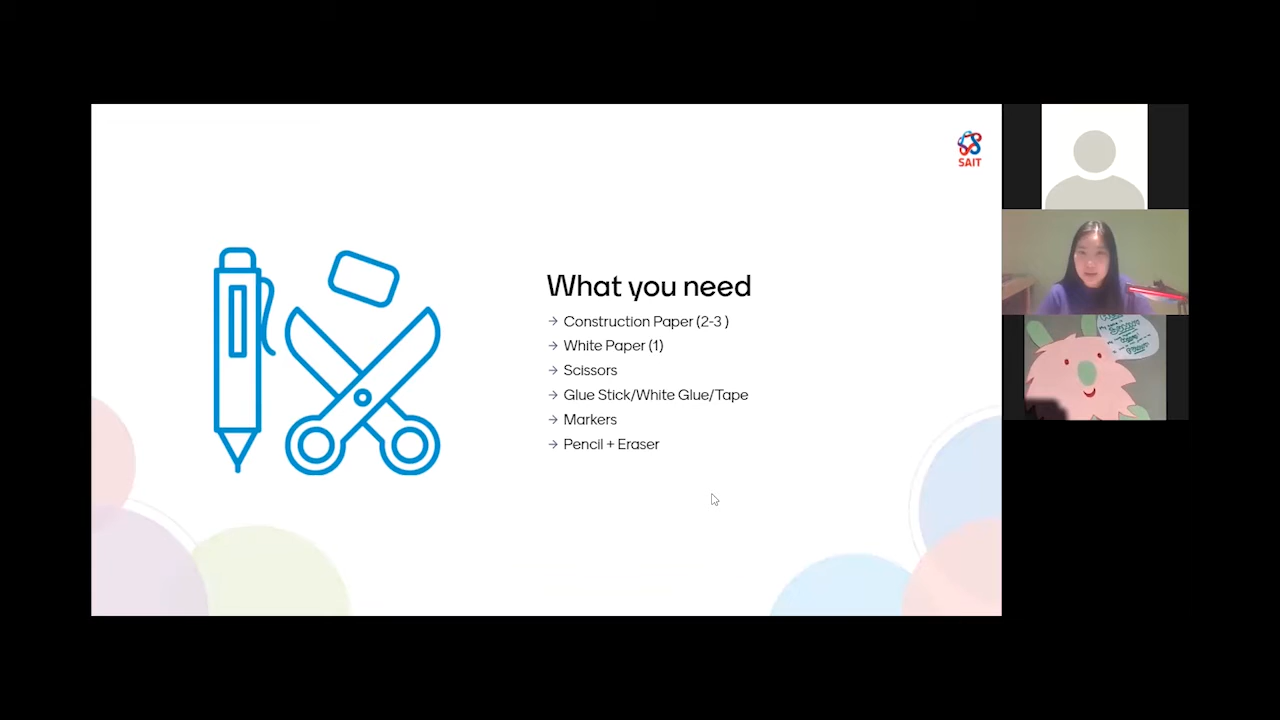 SAIT
What you need
→ Construction Paper (2-3 )
→ White Paper (1)
→ Scissors
→ Glue Stick/White Glue/Tape
→ Markers
→ Pencil + Eraser